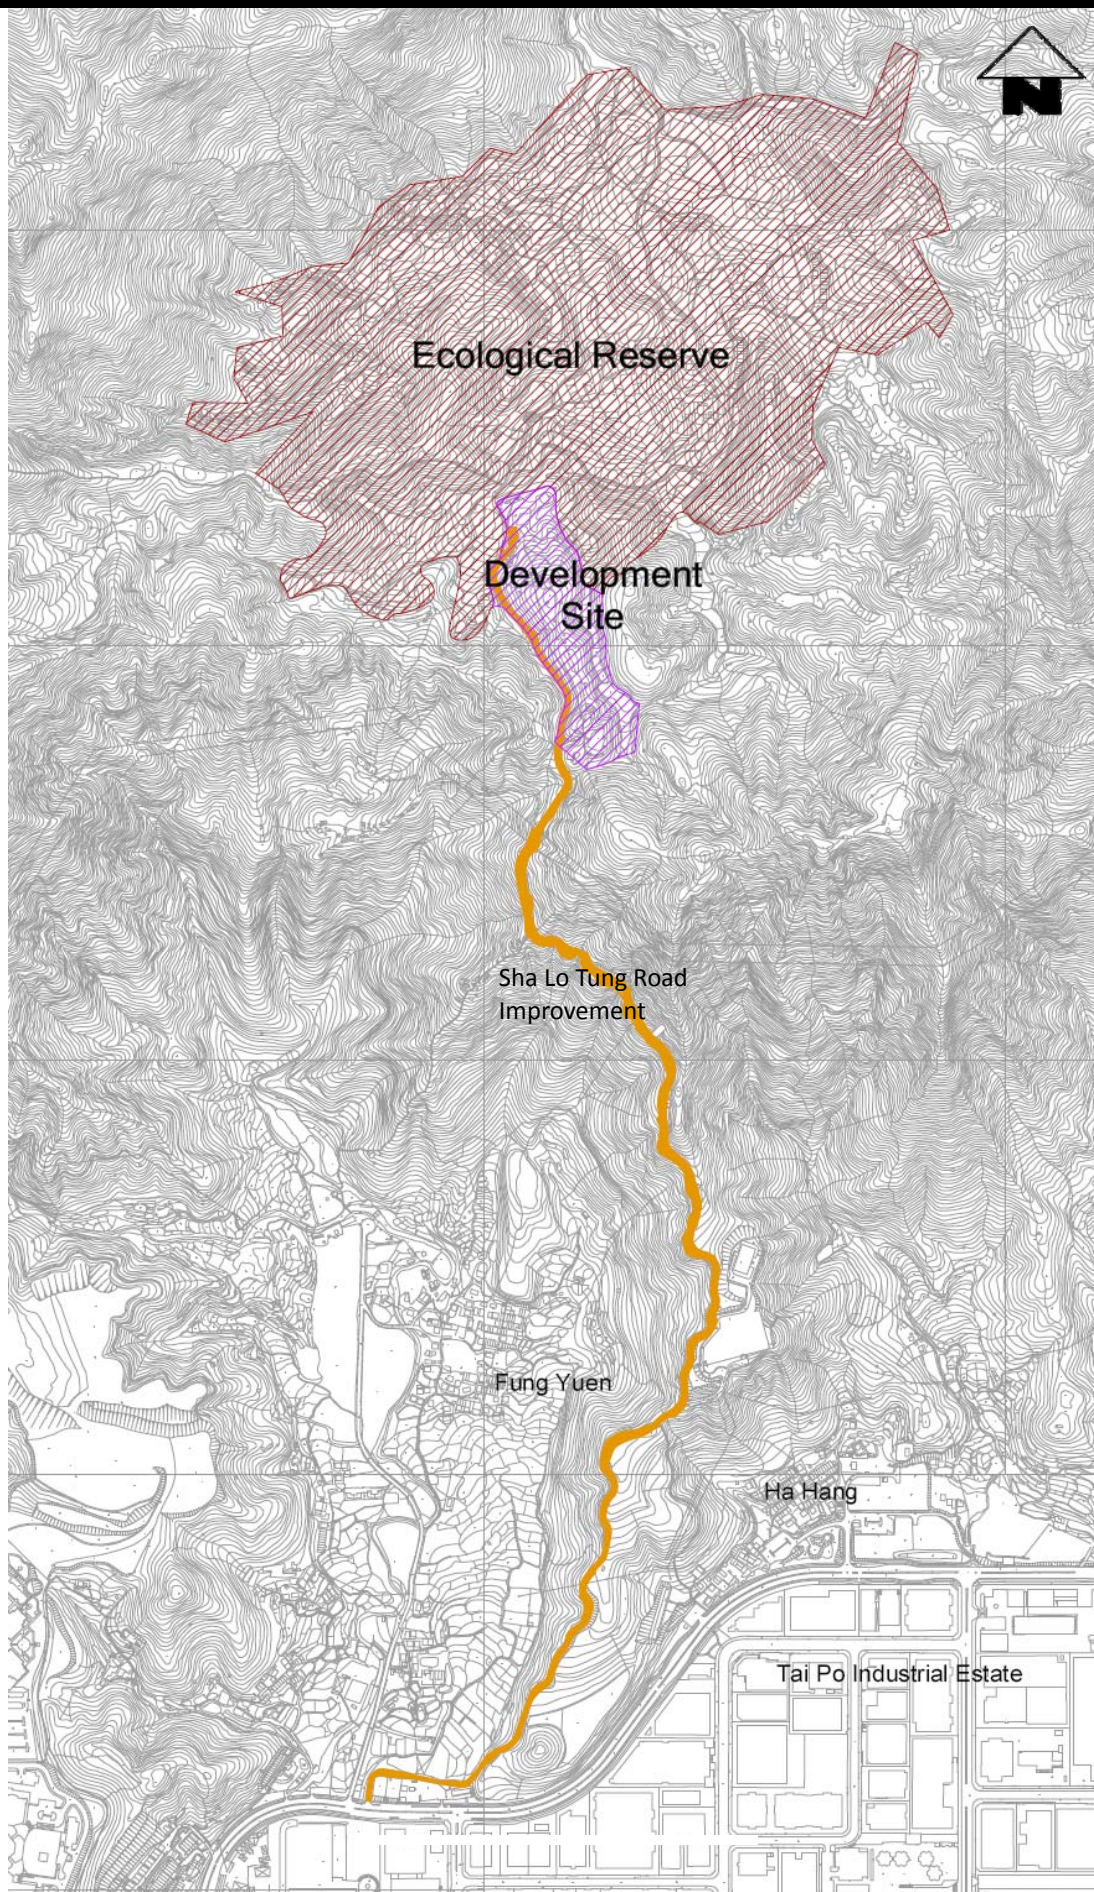 N
Ecological Reserve
Development
Site
Sha Lo Tung Road
Improvement
Fung Yuen
Ha Hang
Tai Po Industrial Estate